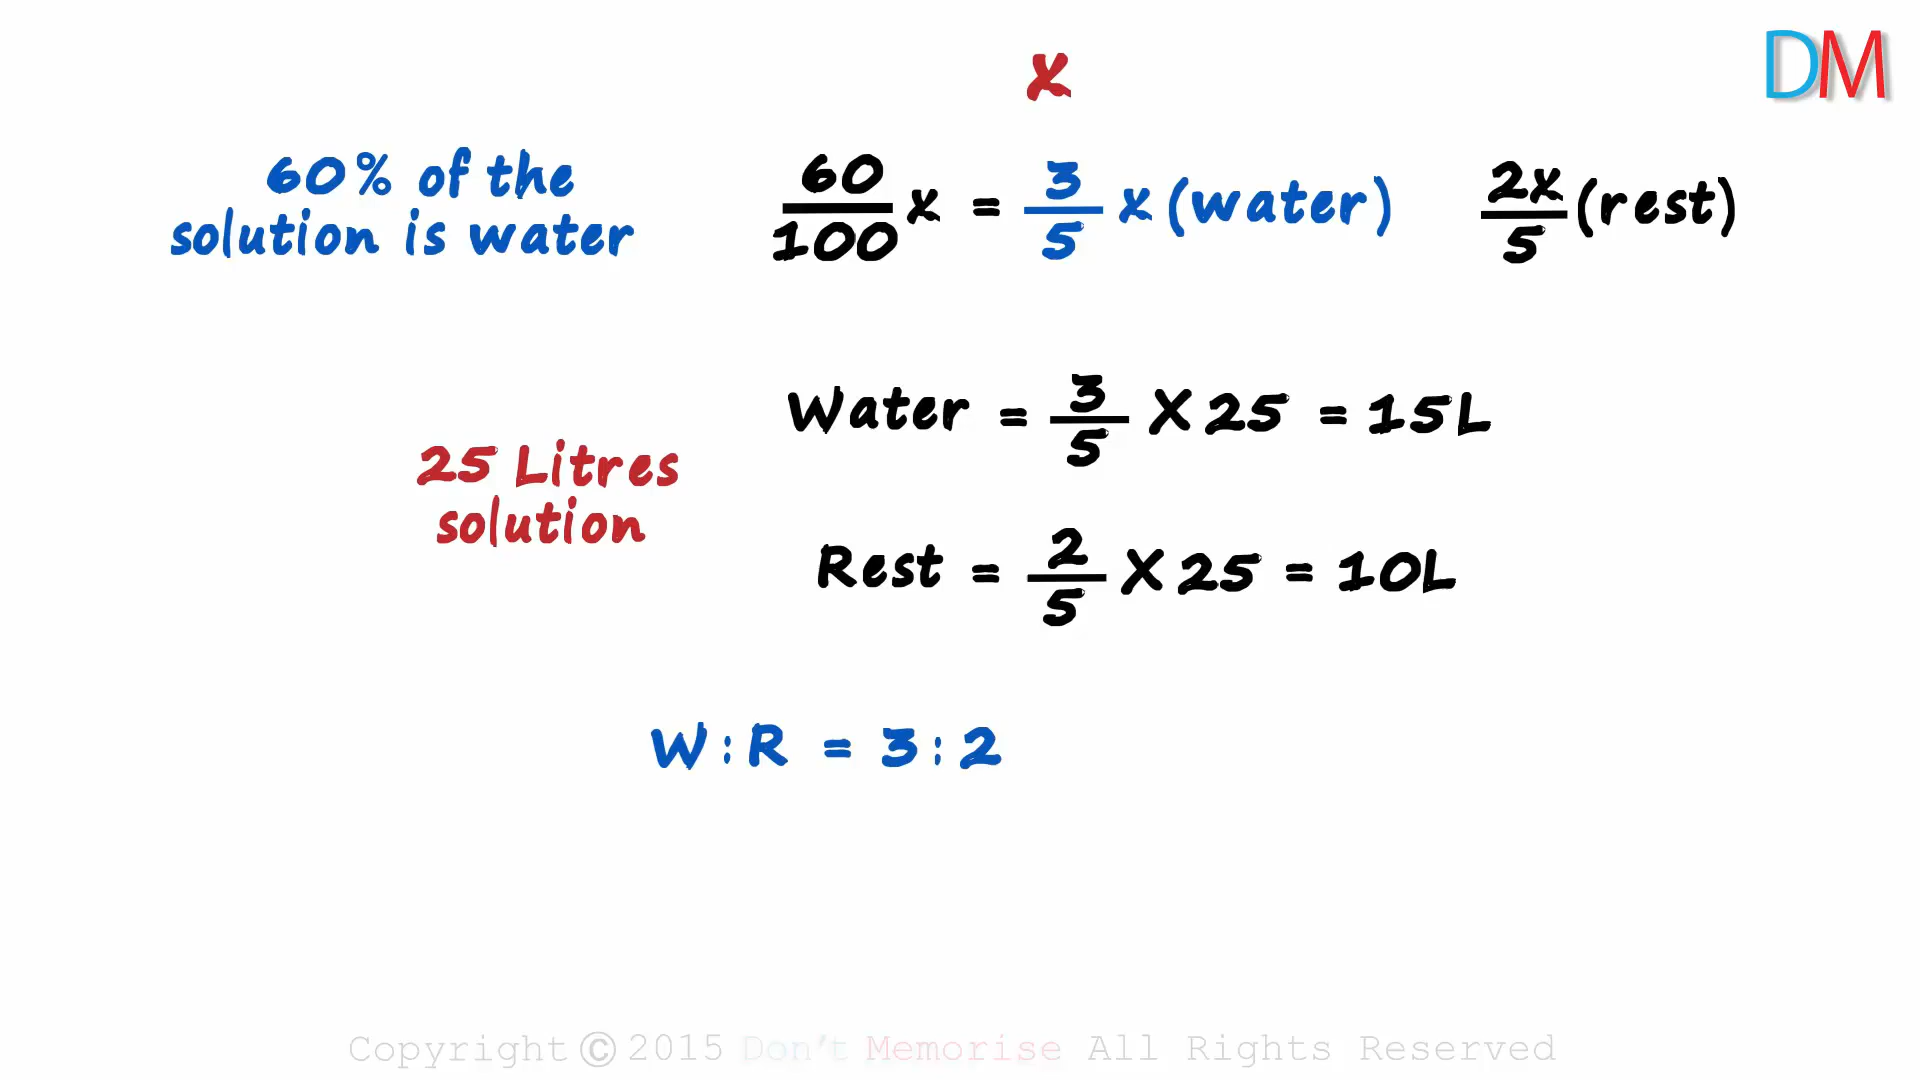 DM
x
60% of the
solution is water
60/100 x = 3/5 x (water)
2x/5 (rest)
Water = 3/5 X 25 = 15L
25 Litres
solution
Rest = 2/5 X 25 = 10L
W : R = 3 : 2
Copyright © 2015 Don't Memorise All Rights Reserved